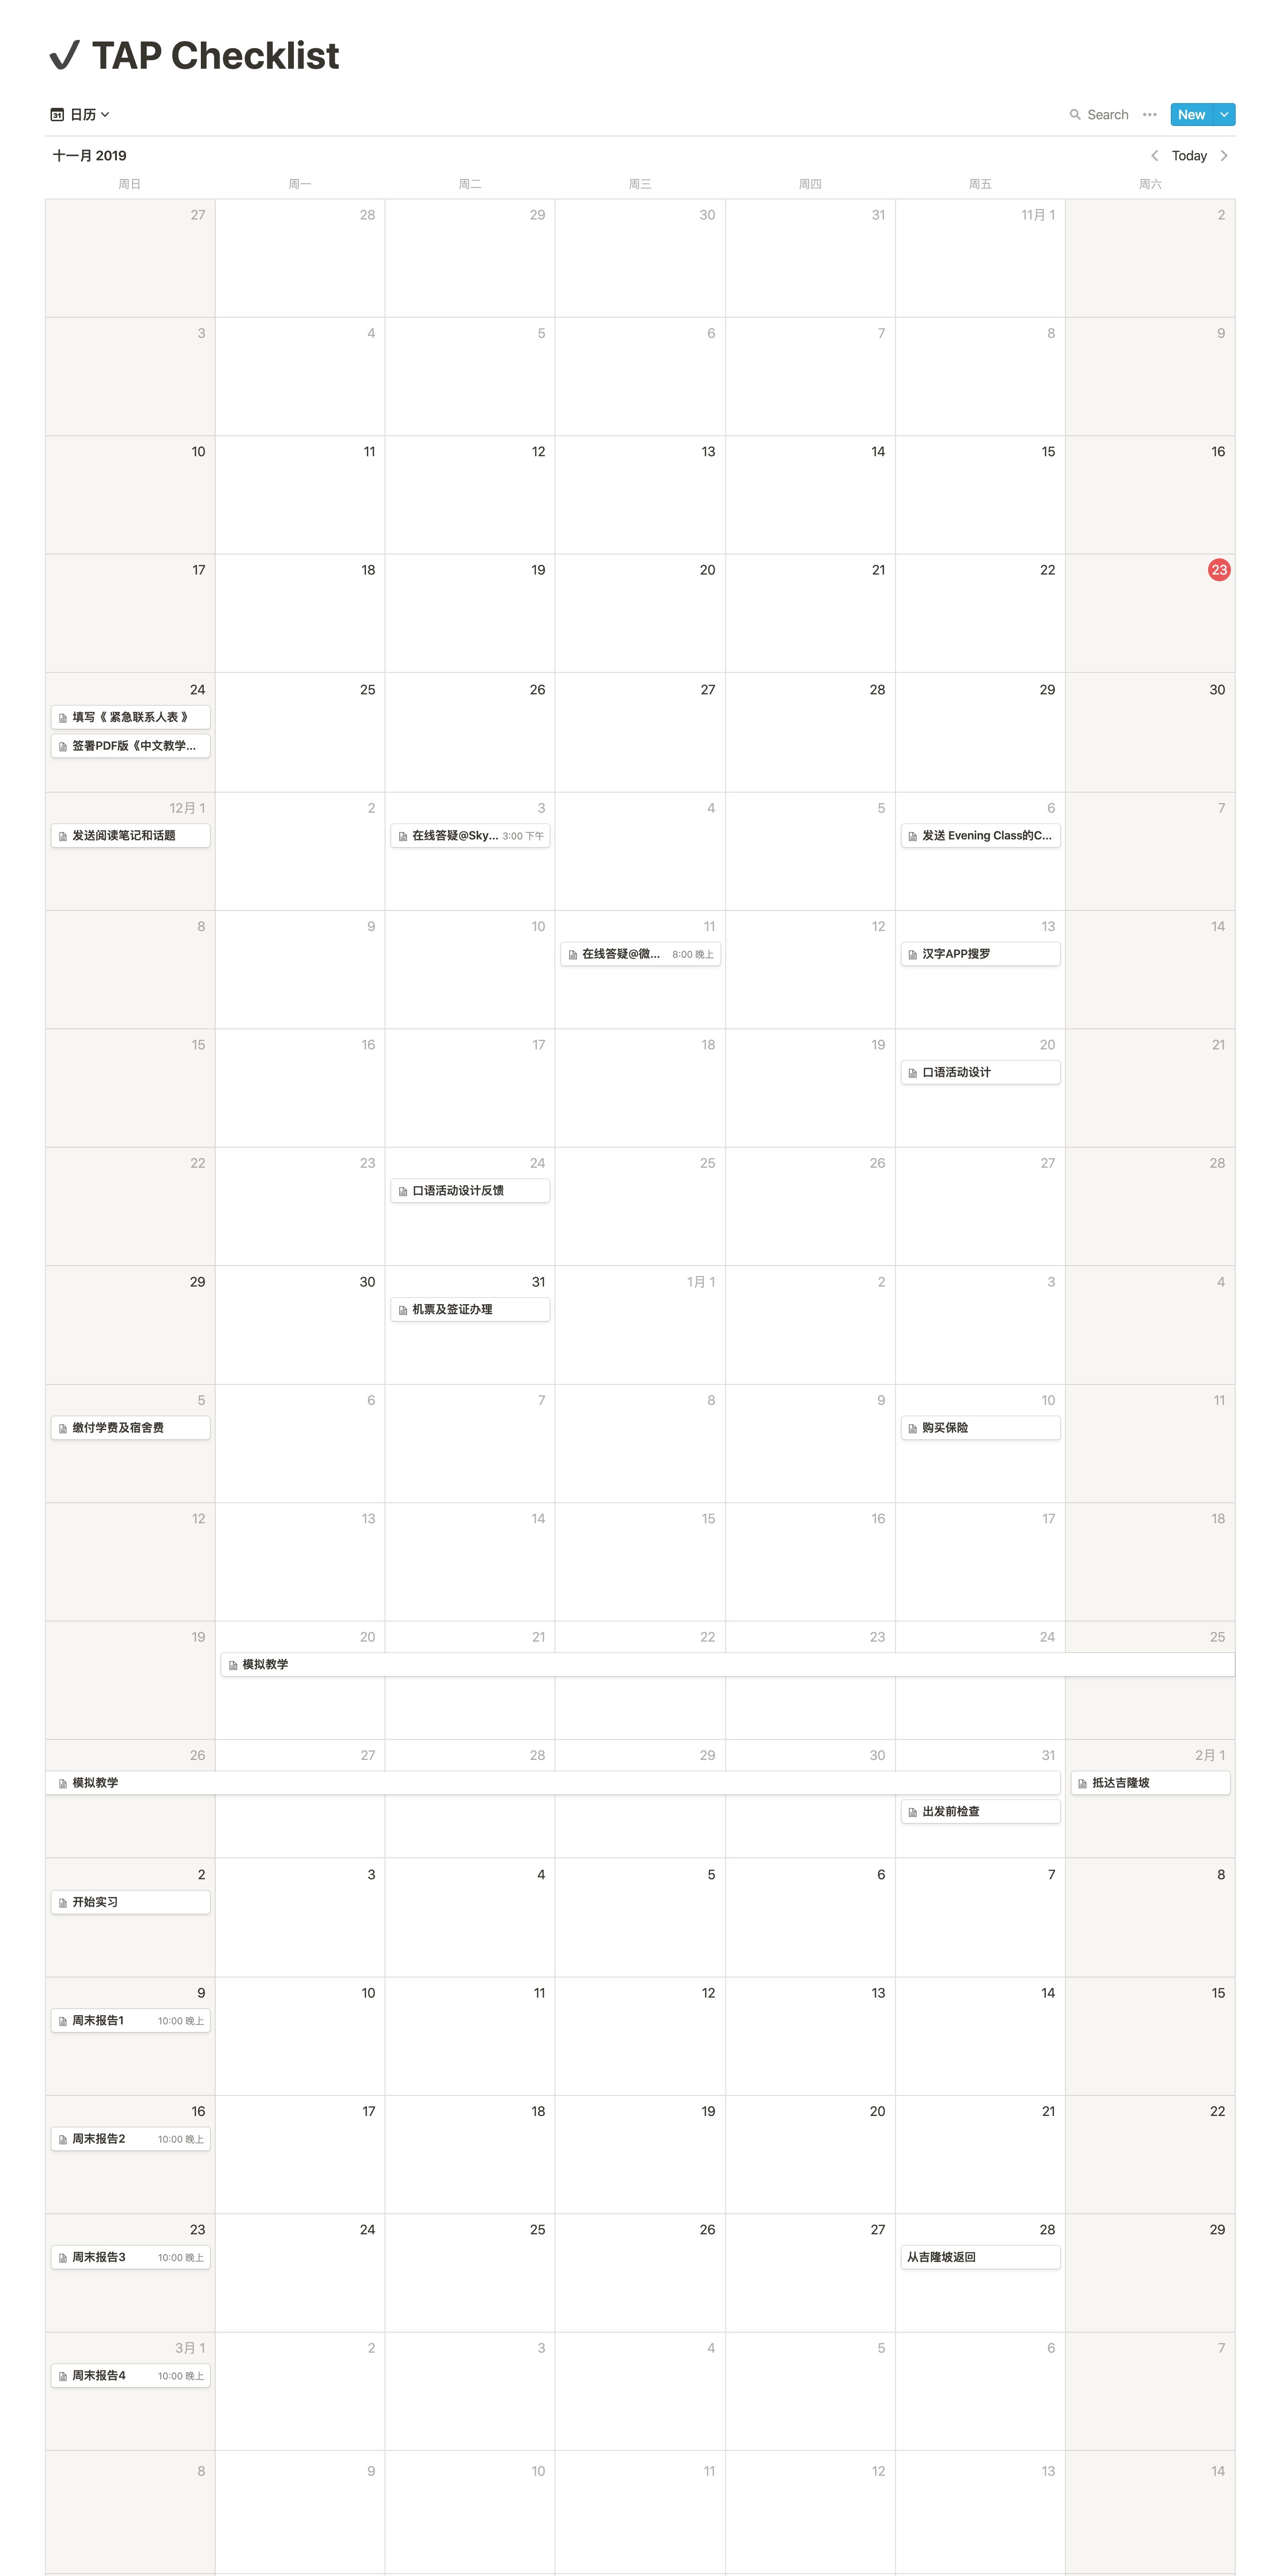 ✓ TAP Checklist
31 日历
Search ••• New
十一月 2019
Today
周日 周一 周二 周三 周四 周五 周六
27 28 29 30 31 11月 1 2
3 4 5 6 7 8 9
10 11 12 13 14 15 16
17 18 19 20 21 22 23
24 25 26 27 28 29 30
填写《 紧急联系人表 》
签署PDF版《中文教学...
12月 1 2 3 4 5 6 7
发送阅读笔记和话题 在线答疑@Sky... 3:00 下午 发送 Evening Class的C...
8 9 10 11 12 13 14
在线答疑@微... 8:00 晚上 汉字APP搜罗
15 16 17 18 19 20 21
口语活动设计
22 23 24 25 26 27 28
口语活动设计反馈
29 30 31 1月 1 2 3 4
机票及签证办理
5 6 7 8 9 10 11
缴付学费及宿舍费 购买保险
12 13 14 15 16 17 18
19 20 21 22 23 24 25
模拟教学
26 27 28 29 30 31 2月 1
模拟教学 抵达吉隆坡
出发前检查
2 3 4 5 6 7 8
开始实习
9 10 11 12 13 14 15
周末报告1 10:00 晚上
16 17 18 19 20 21 22
周末报告2 10:00 晚上
23 24 25 26 27 28 29
周末报告3 10:00 晚上 从吉隆坡返回
3月 1 2 3 4 5 6 7
周末报告4 10:00 晚上
8 9 10 11 12 13 14